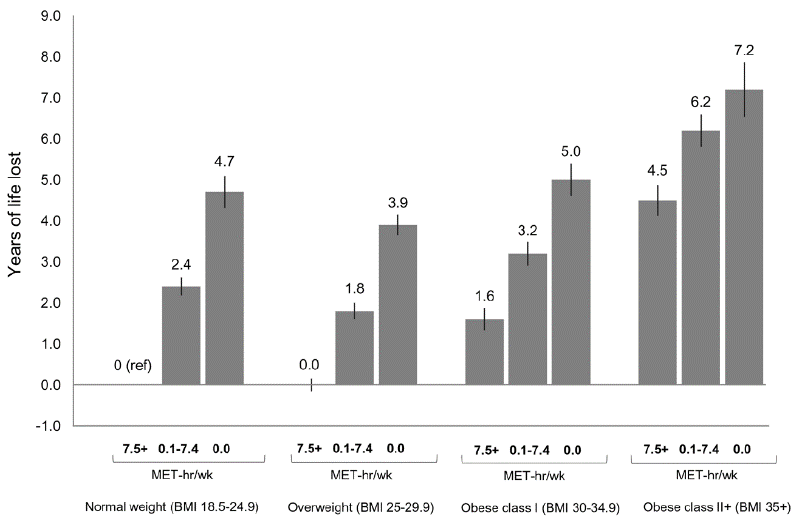 9.0
8.0
7.0
6.0
5.0
4.0
3.0
2.0
1.0
0.0
-1.0
Years of life lost
0 (ref)
2.4
4.7
0.0
1.8
3.9
1.6
3.2
5.0
4.5
6.2
7.2
7.5+ 0.1-7.4 0.0
MET-hr/wk
Normal weight (BMI 18.5-24.9)
7.5+ 0.1-7.4 0.0
MET-hr/wk
Overweight (BMI 25-29.9)
7.5+ 0.1-7.4 0.0
MET-hr/wk
Obese class I (BMI 30-34.9)
7.5+ 0.1-7.4 0.0
MET-hr/wk
Obese class II+ (BMI 35+)